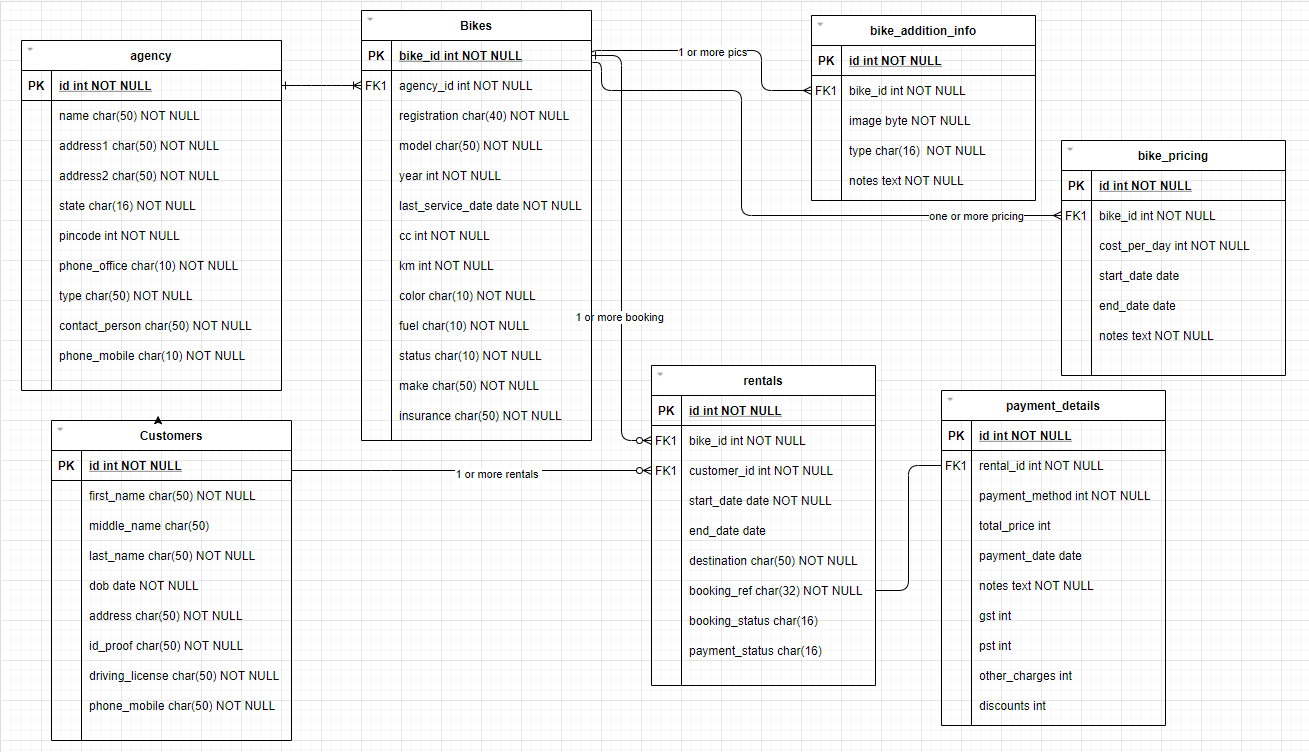 agency
PK id int NOT NULL
name char(50) NOT NULL
address1 char(50) NOT NULL
address2 char(50) NOT NULL
state char(16) NOT NULL
pincode int NOT NULL
phone_office char(10) NOT NULL
type char(50) NOT NULL
contact_person char(50) NOT NULL
phone_mobile char(10) NOT NULL
Bikes
PK bike_id int NOT NULL
FK1 agency_id int NOT NULL
registration char(40) NOT NULL
model char(50) NOT NULL
year int NOT NULL
last_service_date date NOT NULL
cc int NOT NULL
km int NOT NULL
color char(10) NOT NULL
fuel char(10) NOT NULL
status char(10) NOT NULL
make char(50) NOT NULL
insurance char(50) NOT NULL
1 or more pics
bike_addition_info
PK id int NOT NULL
FK1 bike_id int NOT NULL
image byte NOT NULL
type char(16) NOT NULL
notes text NOT NULL
one or more pricing
bike_pricing
PK id int NOT NULL
FK1 bike_id int NOT NULL
cost_per_day int NOT NULL
start_date date
end_date date
notes text NOT NULL
1 or more booking
Customers
PK id int NOT NULL
first_name char(50) NOT NULL
middle_name char(50)
last_name char(50) NOT NULL
dob date NOT NULL
address char(50) NOT NULL
id_proof char(50) NOT NULL
driving_license char(50) NOT NULL
phone_mobile char(50) NOT NULL
1 or more rentals
rentals
PK id int NOT NULL
FK1 bike_id int NOT NULL
FK1 customer_id int NOT NULL
start_date date NOT NULL
end_date date
destination char(50) NOT NULL
booking_ref char(32) NOT NULL
booking_status char(16)
payment_status char(16)
payment_details
PK id int NOT NULL
FK1 rental_id int NOT NULL
payment_method int NOT NULL
total_price int
payment_date date
notes text NOT NULL
gst int
pst int
other_charges int
discounts int